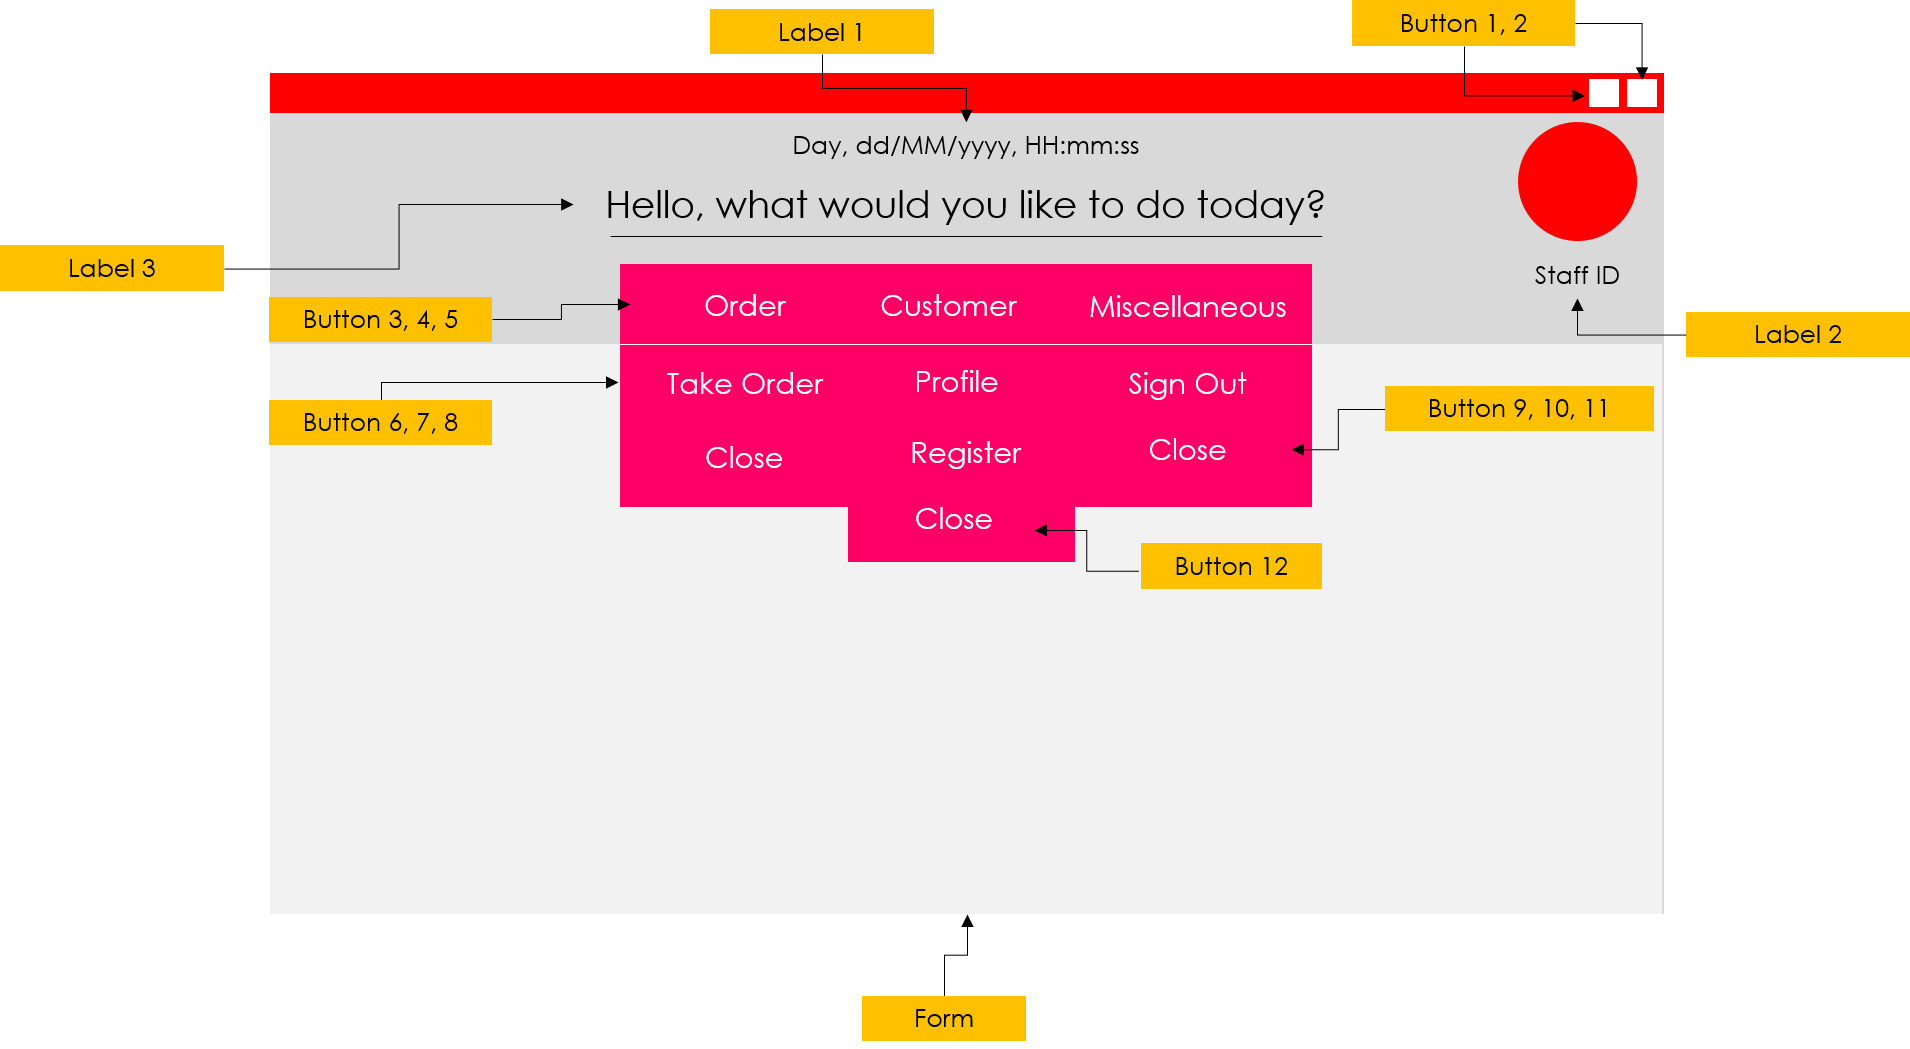 Button 1, 2
Label 1
Day, dd/MM/yyyy, HH:mm:ss
Hello, what would you like to do today?
Label 3
Staff ID
Order Customer Miscellaneous
Button 3, 4, 5
Label 2
Take Order Profile Sign Out
Button 9, 10, 11
Button 6, 7, 8
Close Register Close
Close
Button 12
Form